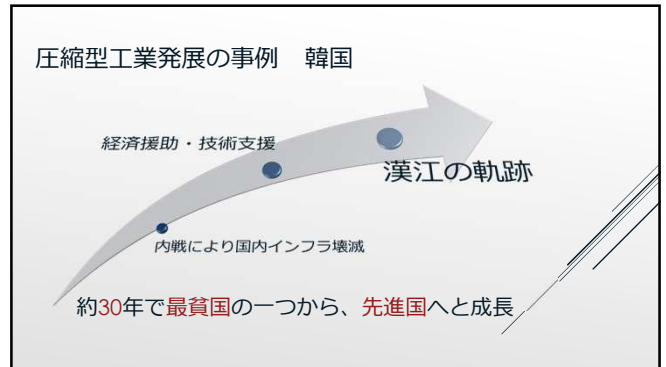 圧縮型工業発展の事例　韓国
経済援助・技術支援
漢江の軌跡
内戦により国内インフラ壊滅
約30年で最貧国の一つから、先進国へと成長